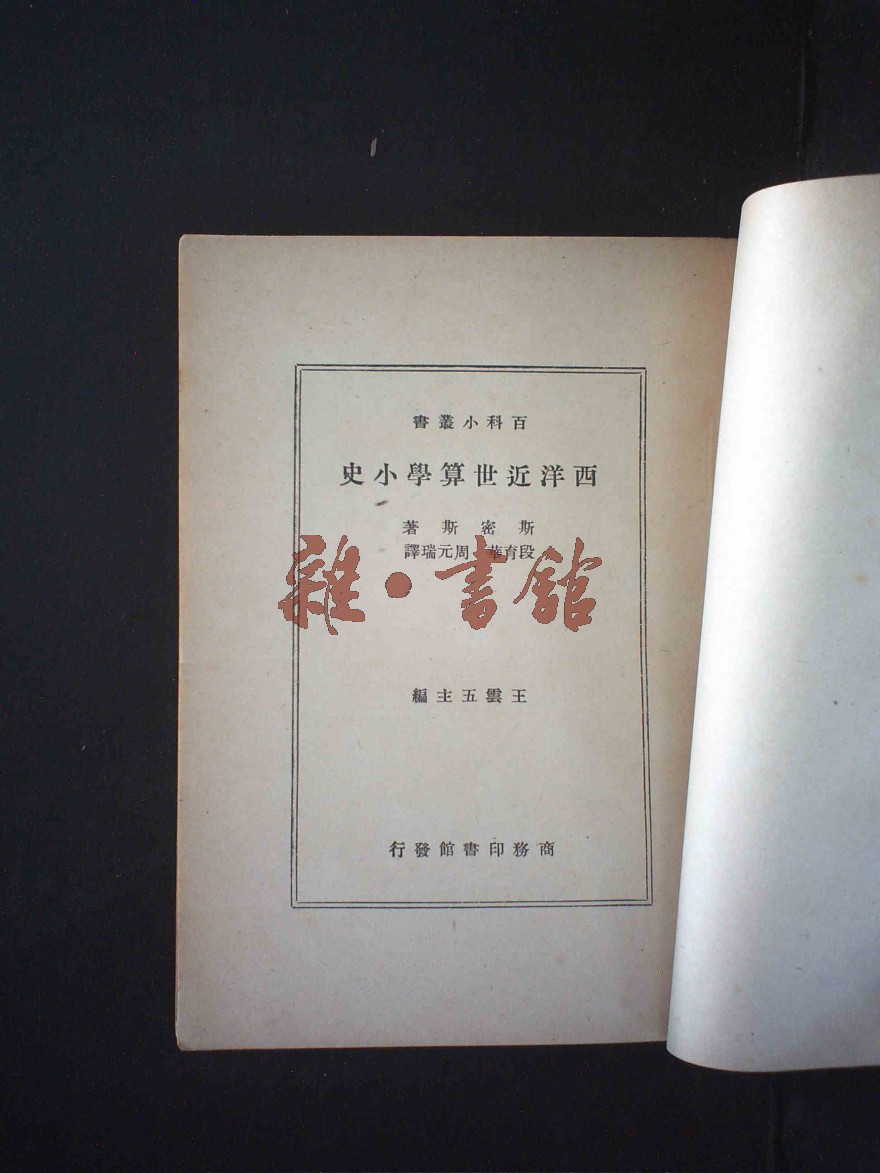 百科小叢書
西洋近世算學小史
斯密斯著
段育華 周元瑞譯
雜·書館
王雲五主編
商務印書館發行